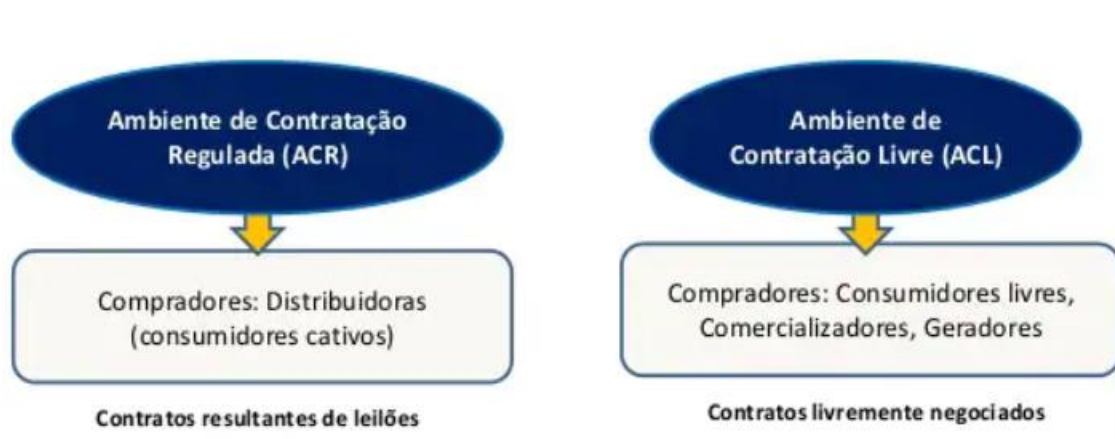 Ambiente de Contratação
Regulada (ACR)
Compradores: Distribuidoras
(consumidores cativos)
Contratos resultantes de leilões
Ambiente de
Contratação Livre (ACL)
Compradores: Consumidores livres,
Comercializadores, Geradores
Contratos livremente negociados